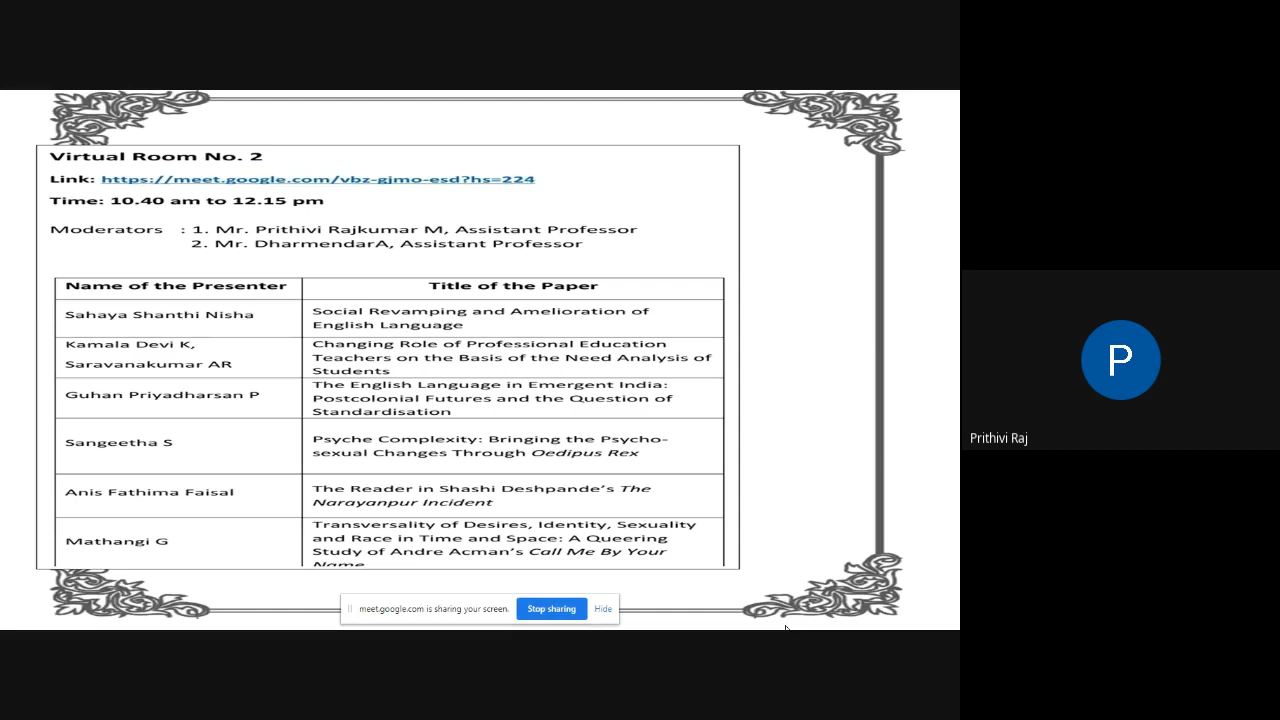 Virtual Room No. 2
Link: https://meet.google.com/vbz-gjmo-esd?hs=224
Time: 10.40 am to 12.15 pm
Moderators : 1. Mr. Prithivi Rajkumar M, Assistant Professor
2. Mr. DharmendarA, Assistant Professor
Name of the Presenter
Title of the Paper
Sahaya Shanthi Nisha
Social Revamping and Amelioration of
English Language
Kamala Devi K,
Saravanakumar AR
Changing Role of Professional Education
Teachers on the Basis of the Need Analysis of
Students
Guhan Priyadharsan P
The English Language in Emergent India:
Postcolonial Futures and the Question of
Standardisation
Sangeetha S
Psyche Complexity: Bringing the Psycho-
sexual Changes Through Oedipus Rex
Anis Fathima Faisal
The Reader in Shashi Deshpande's The
Narayanpur Incident
Mathangi G
Transversality of Desires, Identity, Sexuality
and Race in Time and Space: A Queering
Study of Andre Acman's Call Me By Your
Name
meet.google.com is sharing your screen.
Stop sharing
Hide
P
Prithivi Raj